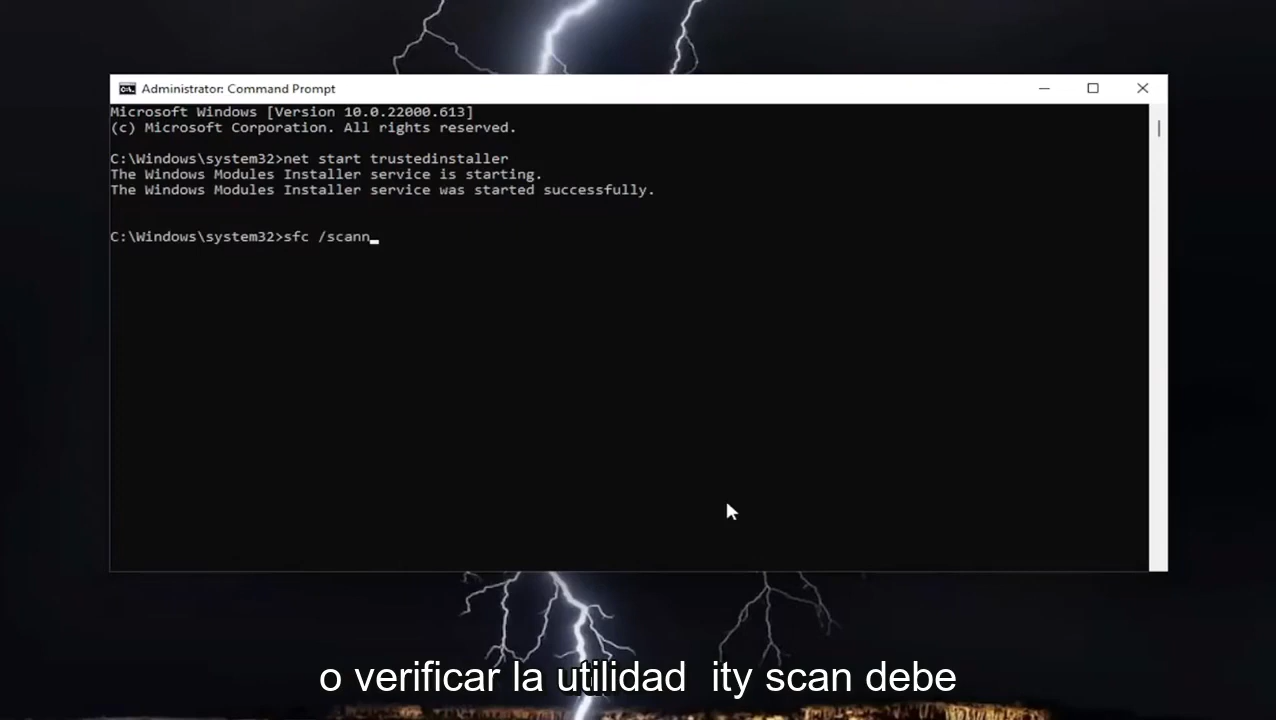 Administrator: Command Prompt
Microsoft Windows [Version 10.0.22000.613]
(c) Microsoft Corporation. All rights reserved.
C:\Windows\system32>net start trustedinstaller
The Windows Modules Installer service is starting.
The Windows Modules Installer service was started successfully.
C:\Windows\system32>sfc /scann
o verificar la utilidad  ity scan debe